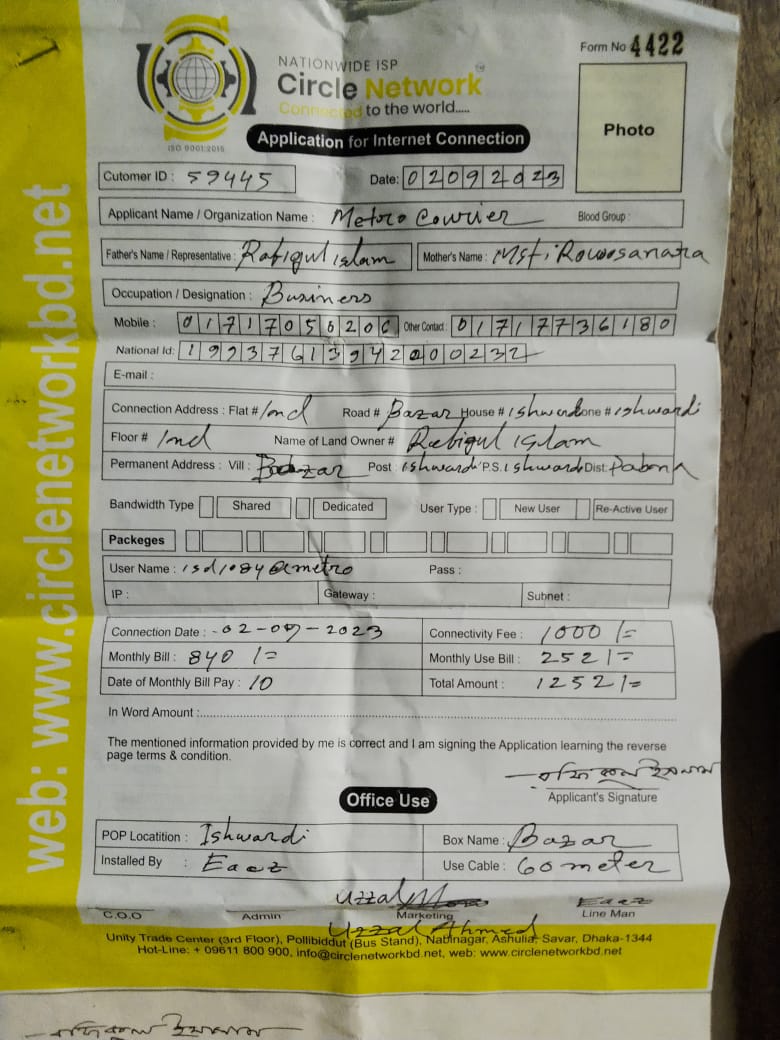 Form No 4422
NATIONWIDE ISP
Circle Network
Connected to the world.....
ISO 9001:2015
Application for Internet Connection
Photo
Cutomer ID : 59445 Date: 02092023
Applicant Name / Organization Name : Metro Courier Blood Group :
Father's Name / Representative : Rafiqul islam Mother's Name : Mst:
Occupation / Designation : Business
Mobile : Other Contact : 01717736180
National Id:
E-mail :
Connection Address : Flat # Road # Bazar House # ishwardi one # ishwardi
Floor # Name of Land Owner # Rafiqul islam
Permanent Address : Vill : Bazar Post ishwardi P.S. ishwardi Dist Pabna
Bandwidth Type Shared Dedicated User Type : New User Re-Active User
Packeges
User Name : isd1084@metro Pass :
IP : Gateway : Subnet :
Connection Date : 02-09-2023 Connectivity Fee : 1000/=
Monthly Bill : 840/= Monthly Use Bill : 252/=
Date of Monthly Bill Pay : 10 Total Amount : 1252/=
In Word Amount :
The mentioned information provided by me is correct and I am signing the Application learning the reverse
page terms & condition.
রফিকুল ইসলাম
Applicant's Signature
Office Use
POP Locatition : Ishwardi Box Name : Bazar
Installed By : Eaaz Use Cable : 60 meter
Uzzal Eaaz
C.O.O Admin Marketing Line Man
Uzzal Ahmed
Unity Trade Center (3rd Floor), Pollibiddut (Bus Stand), Nabinagar, Ashulia, Savar, Dhaka-1344
Hot-Line: + 09611 800 900, info@circlenetworkbd.net, web: www.circlenetworkbd.net
web: www.circlenetworkbd.net
রফিকুল ইসলাম